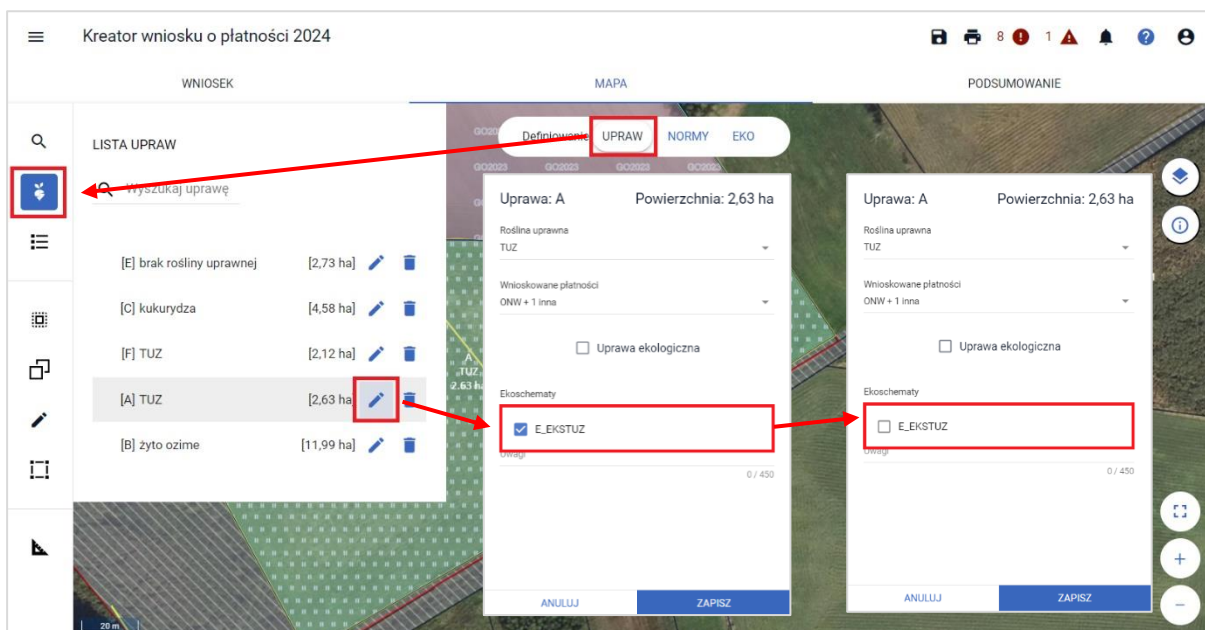 Kreator wniosku o płatności 2024
8 1
WNIOSEK MAPA PODSUMOWANIE
LISTA UPRAW
Wyszukaj uprawę
[E] brak rośliny uprawnej [2,73 ha]
[C] kukurydza [4,58 ha]
[F] TUZ [2,12 ha]
[A] TUZ [2,63 ha]
[B] żyto ozime [11,99 ha]
Definiowanie UPRAW NORMY EKO
GO2023 GO2023 GO2023 GO2023
A
TUZ
2.63 ha
Uprawa: A Powierzchnia: 2,63 ha
Roślina uprawna
TUZ
Wnioskowane płatności
ONW + 1 inna
Uprawa ekologiczna
Ekoschematy
E_EKSTUZ
Uwagi
0 / 450
ANULUJ ZAPISZ
Uprawa: A Powierzchnia: 2,63 ha
Roślina uprawna
TUZ
Wnioskowane płatności
ONW + 1 inna
Uprawa ekologiczna
Ekoschematy
E_EKSTUZ
Uwagi
0 / 450
ANULUJ ZAPISZ
20 m